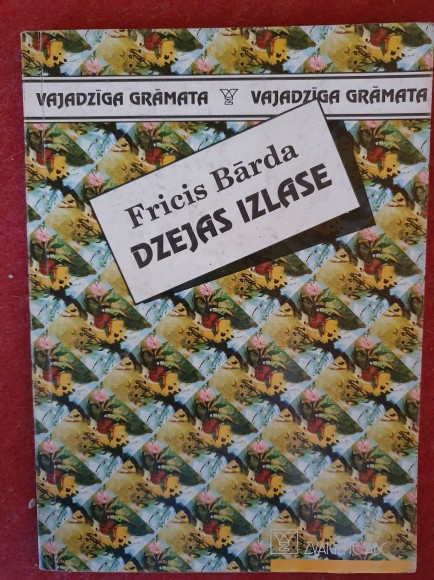 VAJADZĪGA GRĀMATA VAJADZĪGA GRĀMATA
Fricis Bārda
DZEJAS IZLASE
ZVAIGZNE ABC